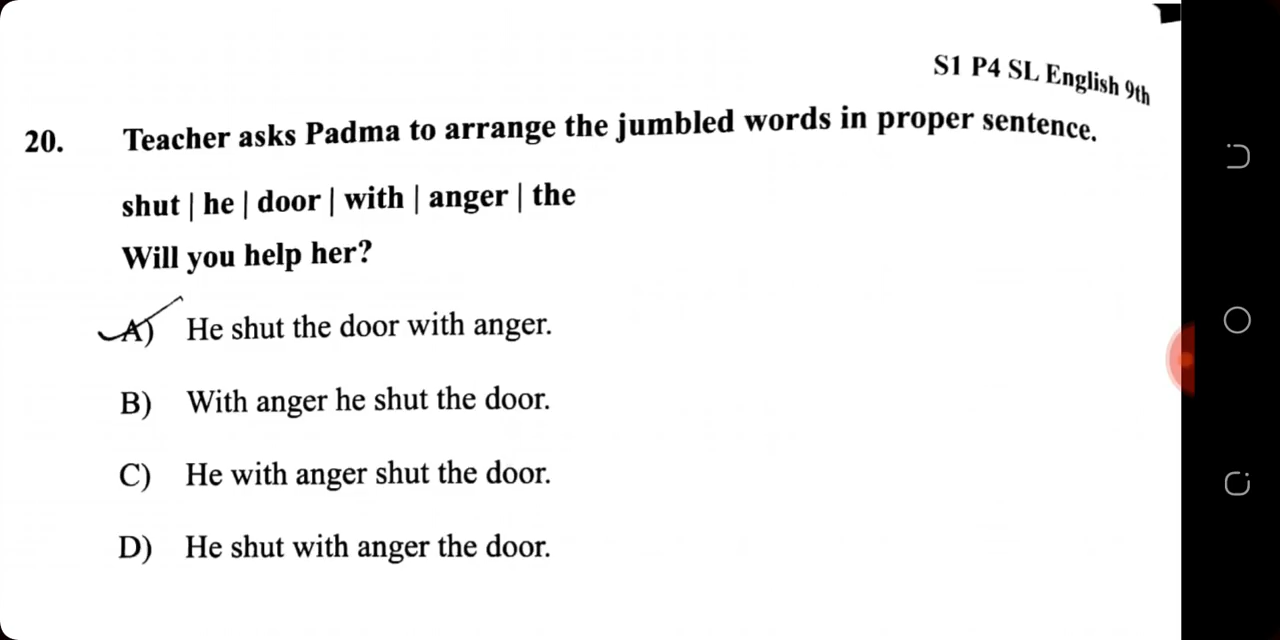 S1 P4 SL English 9th
20. Teacher asks Padma to arrange the jumbled words in proper sentence.
shut | he | door | with | anger | the
Will you help her?
A) He shut the door with anger.
B) With anger he shut the door.
C) He with anger shut the door.
D) He shut with anger the door.